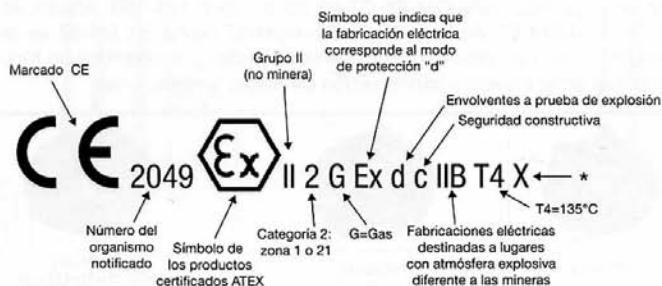 Símbolo que indica que
la fabricación eléctrica
corresponde al modo
de protección "d"
Grupo II
(no minera)
Marcado CE
Envolventes a prueba de explosión
Seguridad constructiva
CE 2049 Ex II 2 G Ex d c IIB T4 X *
T4=135°C
Número del
organismo
notificado
Símbolo de
los productos
certificados ATEX
Categoría 2:
zona 1 o 21
G=Gas
Fabricaciones eléctricas
destinadas a lugares
con atmósfera explosiva
diferente a las mineras